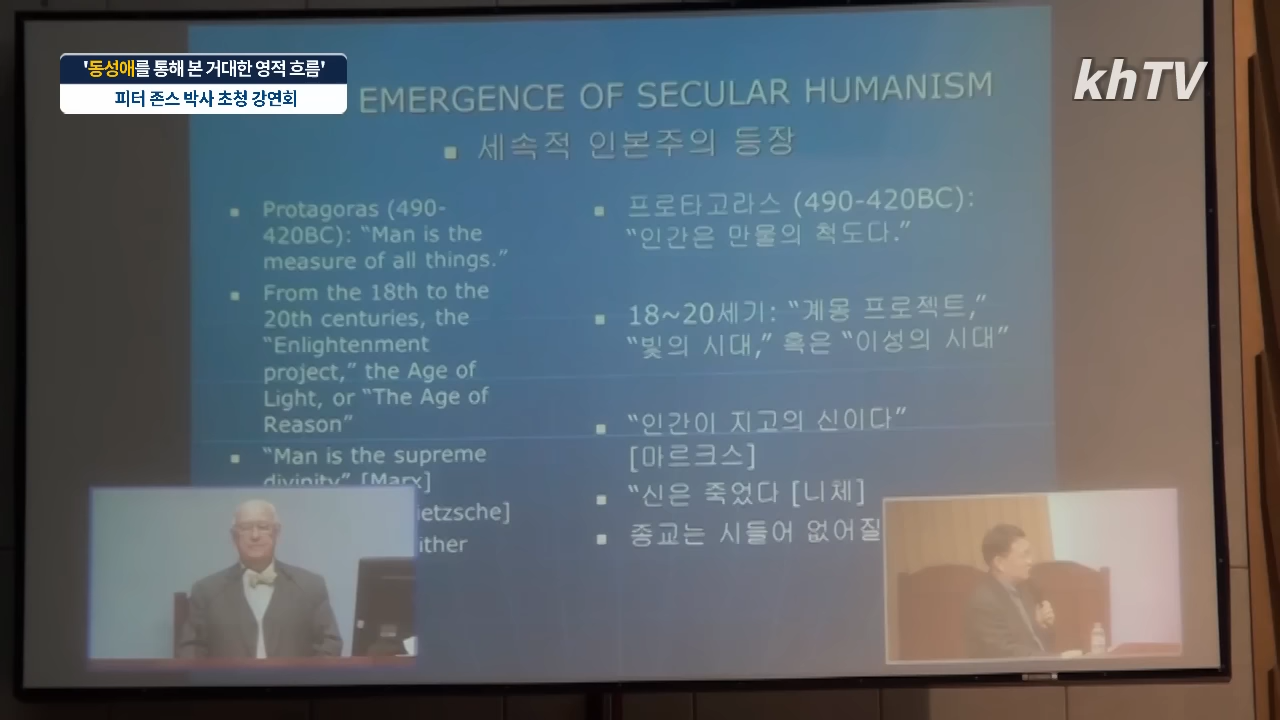 '동성애를 통해 본 거대한 영적 흐름'
피터 존스 박사 초청 강연회
khTV
EMERGENCE OF SECULAR HUMANISM
▪ 세속적 인본주의 등장
▪ Protagoras (490-
420BC): “Man is the
measure of all things.”
▪ From the 18th to the
20th centuries, the
“Enlightenment
project,” the Age of
Light, or “The Age of
Reason”
▪ “Man is the supreme
divinity” [Marx]
ietzsche]
ither
▪ 프로타고라스 (490-420BC):
“인간은 만물의 척도다.”
▪ 18~20세기: “계몽 프로젝트,”
“빛의 시대,” 혹은 “이성의 시대”
▪ “인간이 지고의 신이다”
[마르크스]
▪ “신은 죽었다 [니체]
▪ 종교는 시들어 없어질